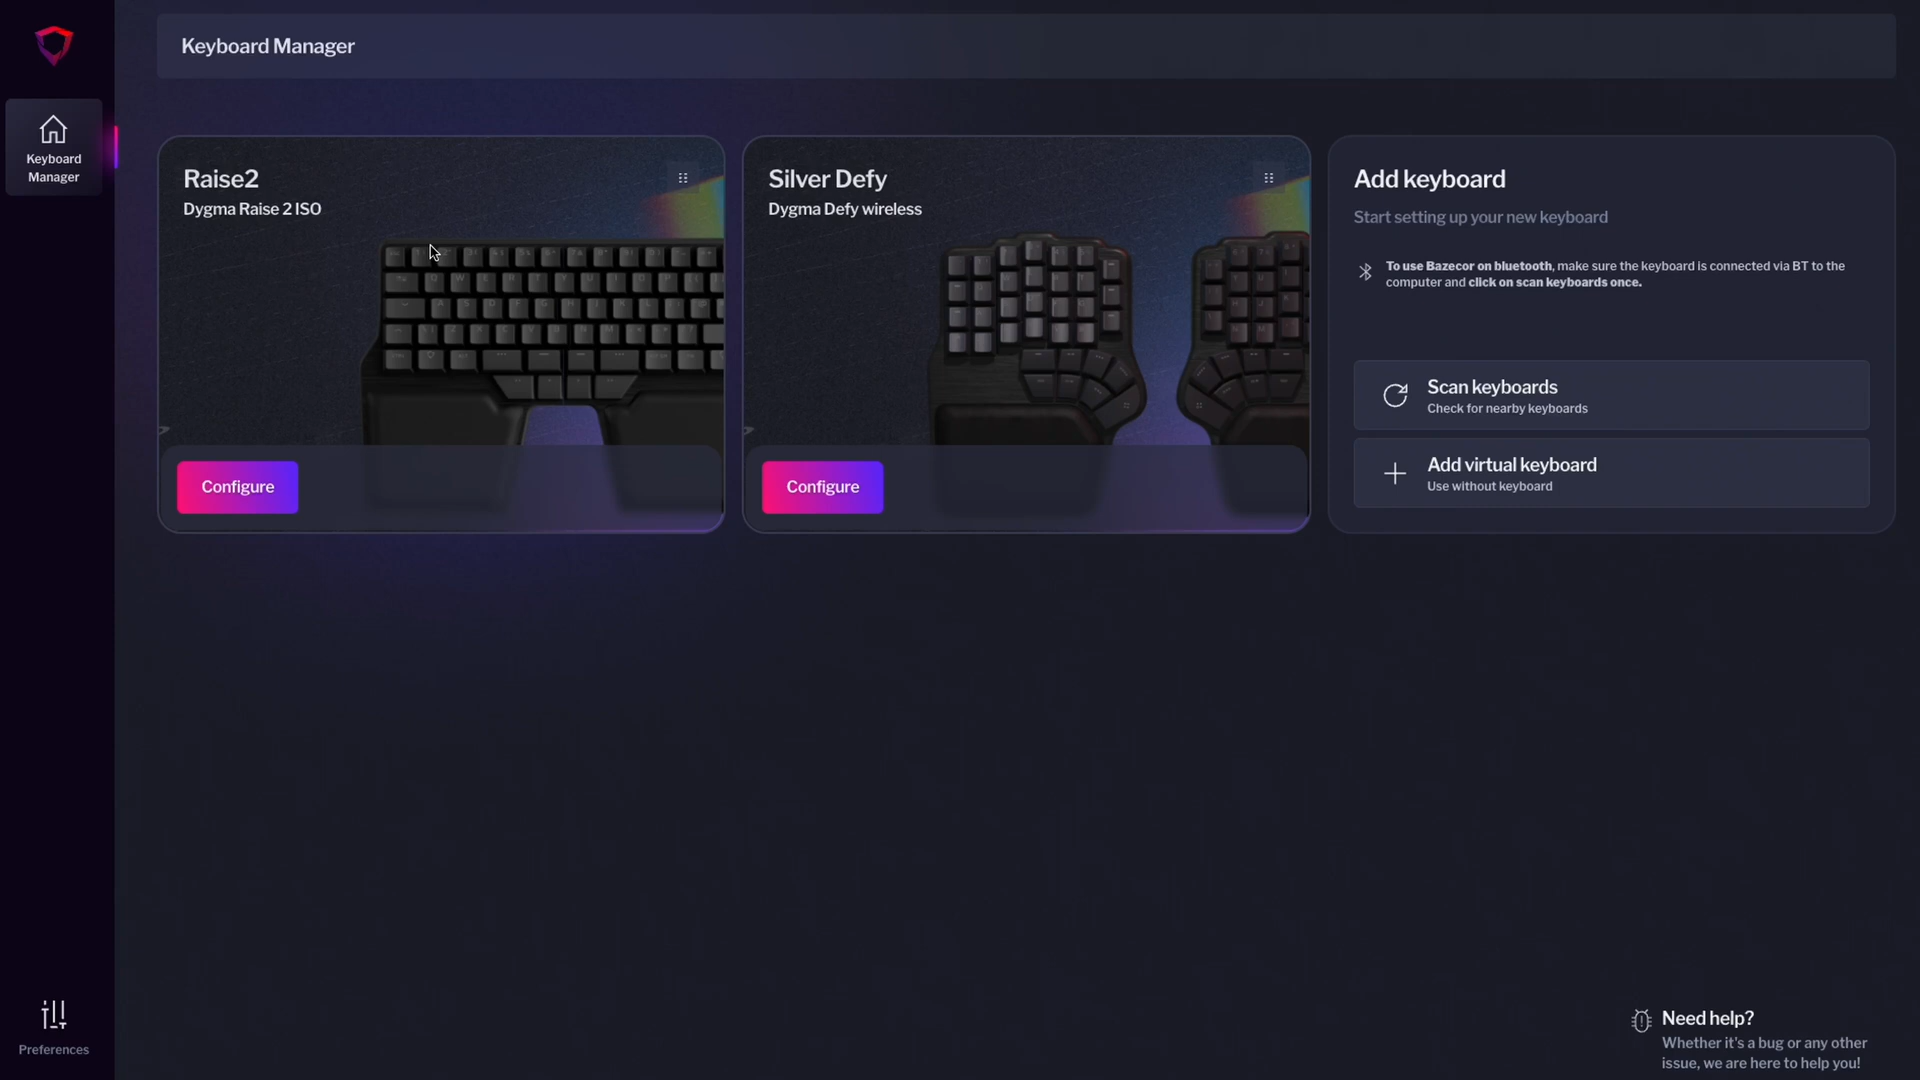 Keyboard Manager
Keyboard
Manager
Raise2
Dygma Raise 2 ISO
Configure
Silver Defy
Dygma Defy wireless
Configure
Add keyboard
Start setting up your new keyboard
To use Bazecor on bluetooth, make sure the keyboard is connected via BT to the
computer and click on scan keyboards once.
Scan keyboards
Check for nearby keyboards
Add virtual keyboard
Use without keyboard
Preferences
Need help?
Whether it's a bug or any other
issue, we are here to help you!